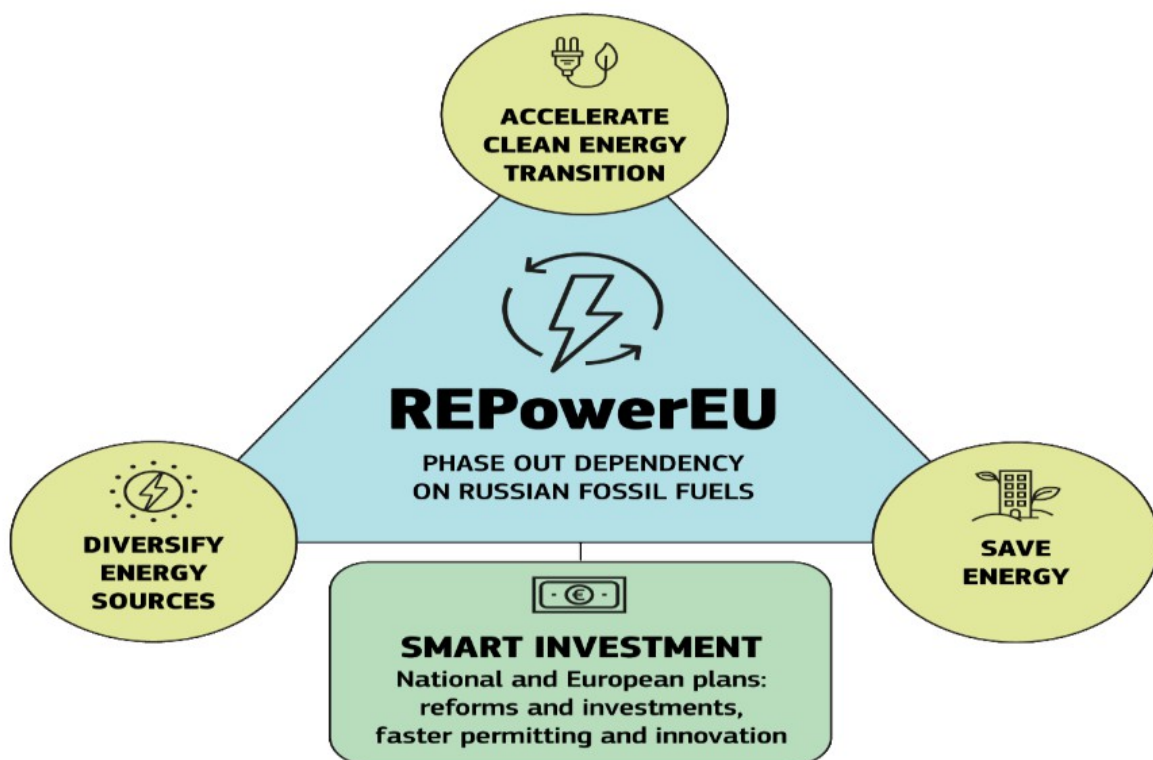 ACCELERATE
CLEAN ENERGY
TRANSITION
REPowerEU
PHASE OUT DEPENDENCY
ON RUSSIAN FOSSIL FUELS
DIVERSIFY
ENERGY
SOURCES
SAVE
ENERGY
€
SMART INVESTMENT
National and European plans:
reforms and investments,
faster permitting and innovation